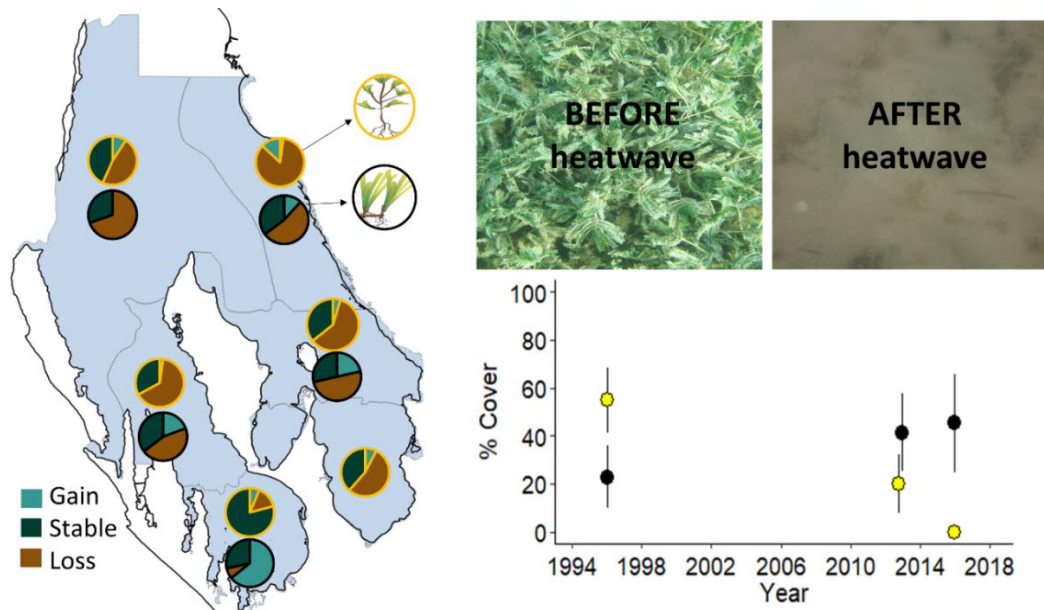 Gain
Stable
Loss
BEFORE
heatwave
AFTER
heatwave
% Cover
100
80
60
40
20
0
1994 1998 2002 2006 2010 2014 2018
Year